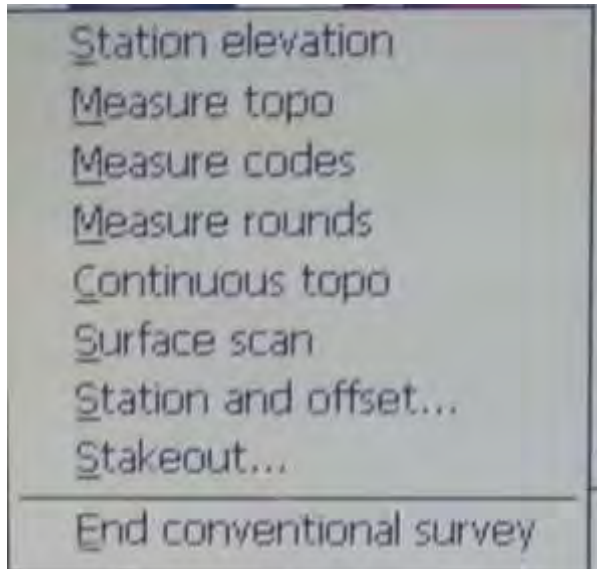 Station elevation
Measure topo
Measure codes
Measure rounds
Continuous topo
Surface scan
Station and offset...
Stakeout...
End conventional survey